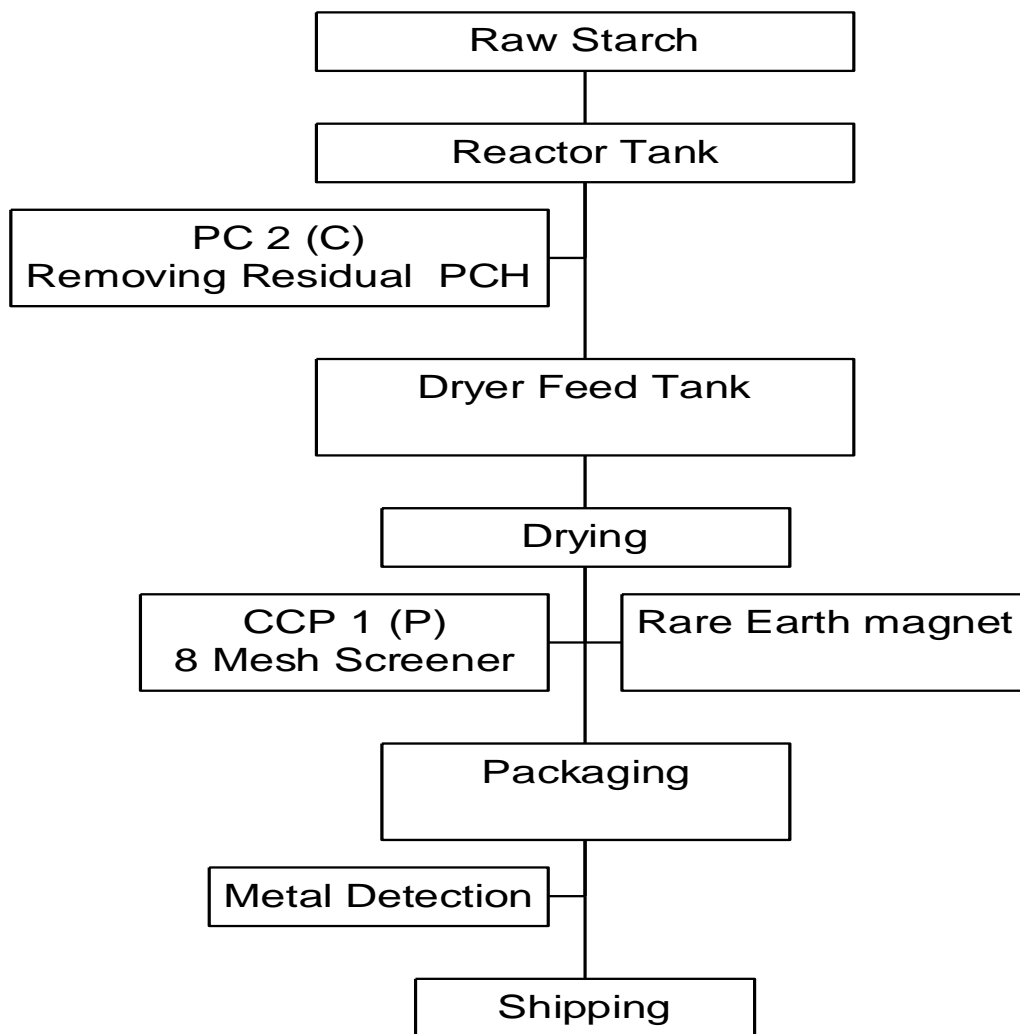 Raw Starch
Reactor Tank
PC 2 (C)
Removing Residual  PCH
Dryer Feed Tank
Drying
CCP 1 (P)
8 Mesh Screener
Rare Earth magnet
Packaging
Metal Detection
Shipping